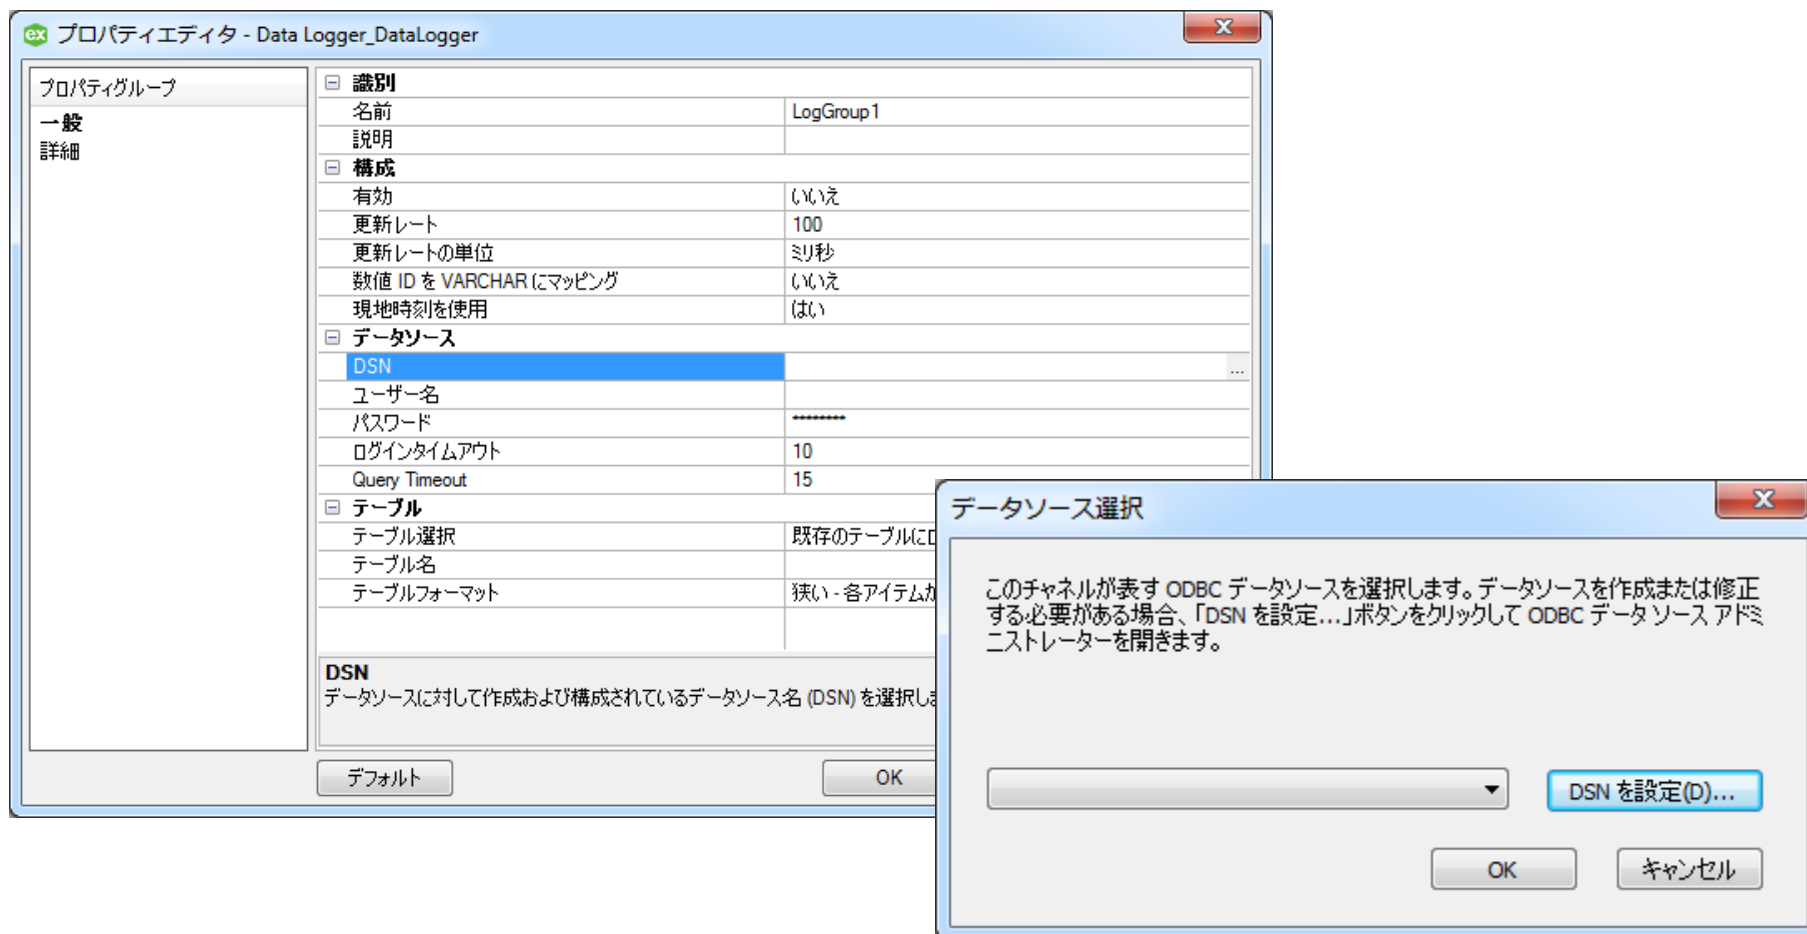 ex プロパティエディタ - Data Logger_DataLogger
プロパティグループ
一般
詳細
識別
名前 LogGroup1
説明
構成
有効 いいえ
更新レート 100
更新レートの単位 ミリ秒
数値 ID を VARCHAR にマッピング いいえ
現地時刻を使用 はい
データソース
DSN ...
ユーザー名
パスワード ********
ログインタイムアウト 10
Query Timeout 15
テーブル
テーブル選択 既存のテーブルに
テーブル名
テーブルフォーマット 狭い - 各アイテムが
DSN
データソースに対して作成および構成されているデータソース名 (DSN) を選択し
デフォルト
OK
データソース選択
このチャネルが表す ODBC データソースを選択します。データソースを作成または修正
する必要がある場合、「DSN を設定...」ボタンをクリックして ODBC データ ソース アドミ
ニストレーターを開きます。
DSN を設定(D)...
OK
キャンセル